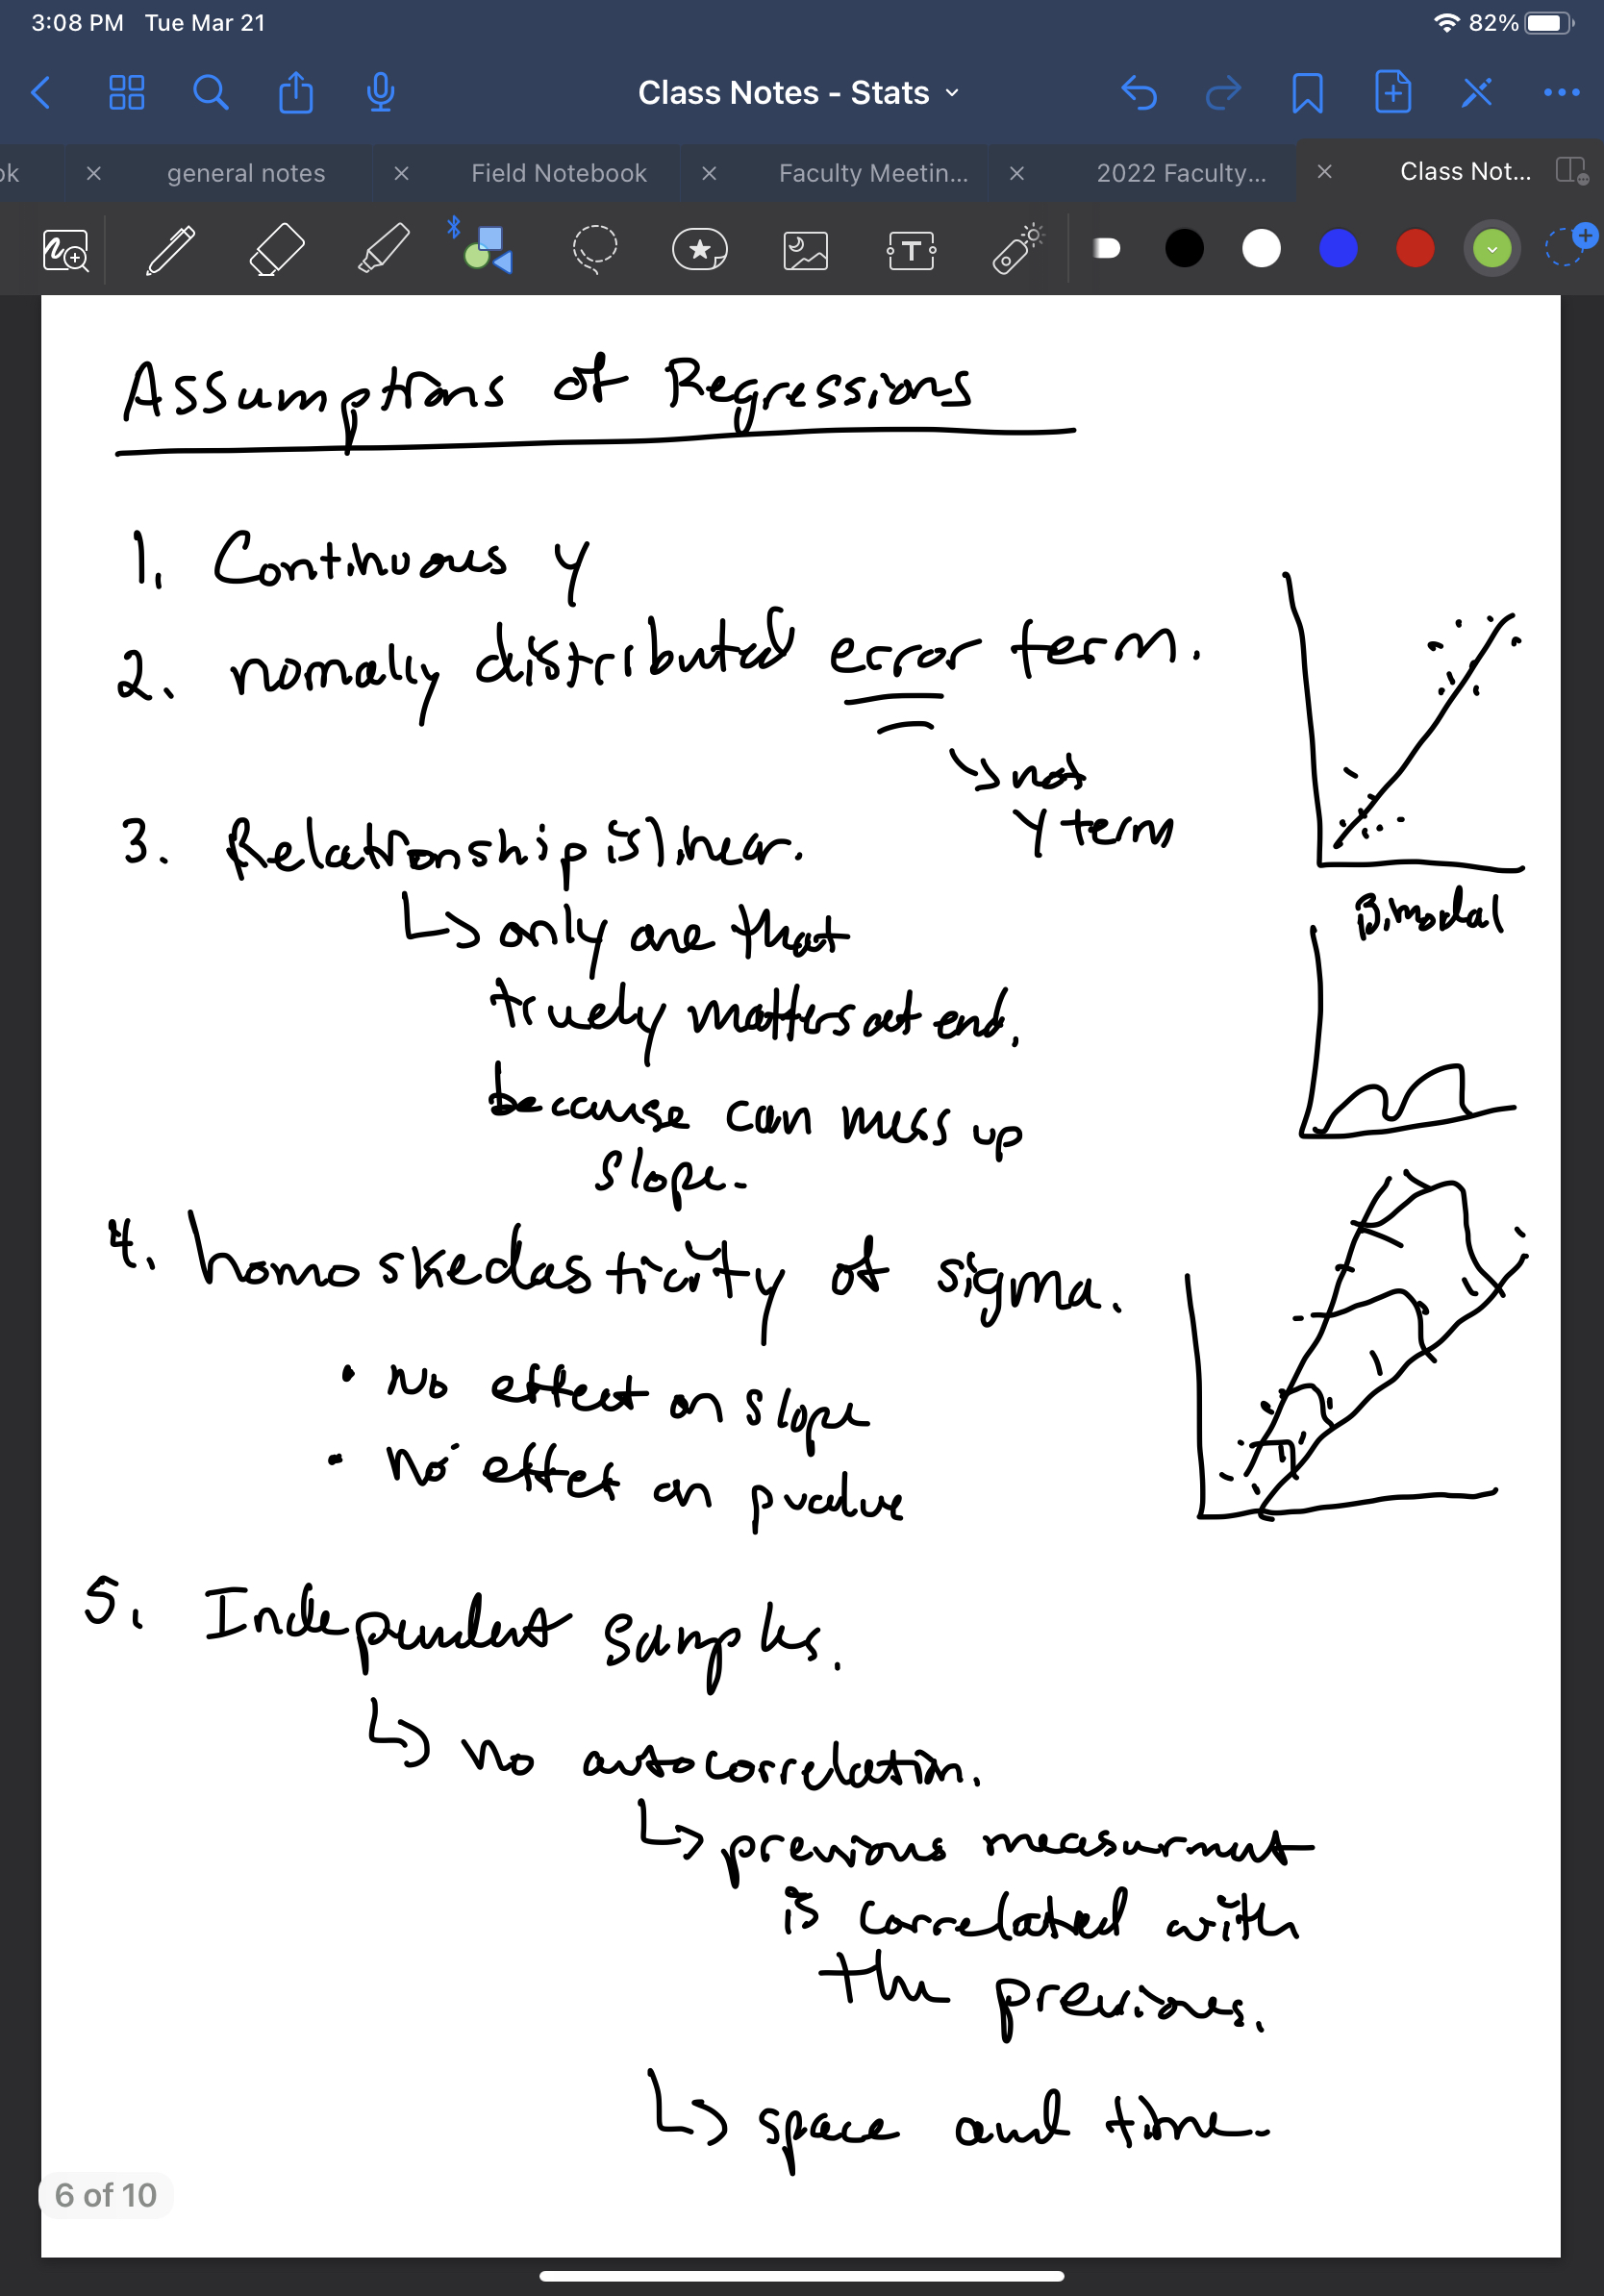 3:08 PM Tue Mar 21
82%
Class Notes - Stats
ok
general notes
Field Notebook
Faculty Meetin...
2022 Faculty...
Class Not...
T
Assumptions of Regressions
1. Continuous y
2. nomally distributed error term.
not
Y term
3. Relationship is linear.
only one that
truely matters at end.
because can mess up
slope.
Bimodal
4. homoskedasticity of sigma.
• No effect on slope
• No effect on pvalue
5. Independent samples.
no autocorrelation.
previous measurment
is correlated with
the previous.
space and time.
6 of 10